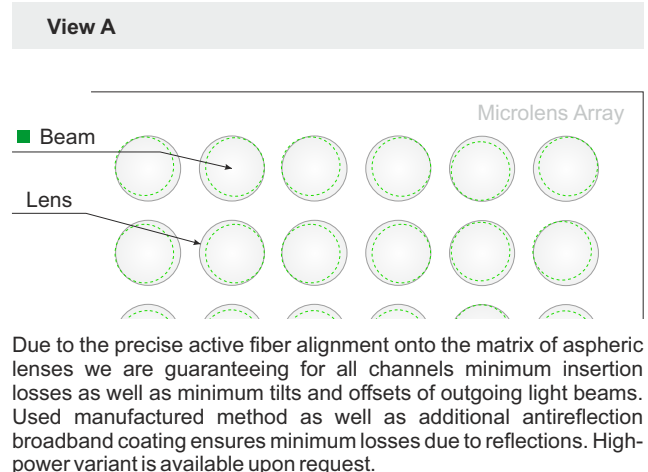 View A
Microlens Array
Beam
Lens
Due to the precise active fiber alignment onto the matrix of aspheric
lenses we are guaranteeing for all channels minimum insertion
losses as well as minimum tilts and offsets of outgoing light beams.
Used manufactured method as well as additional antireflection
broadband coating ensures minimum losses due to reflections. High-
power variant is available upon request.